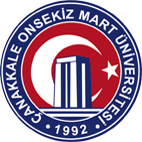 ÇANAKKALE ONSEKİZ MART ÜNİVERSİTESİ
1992